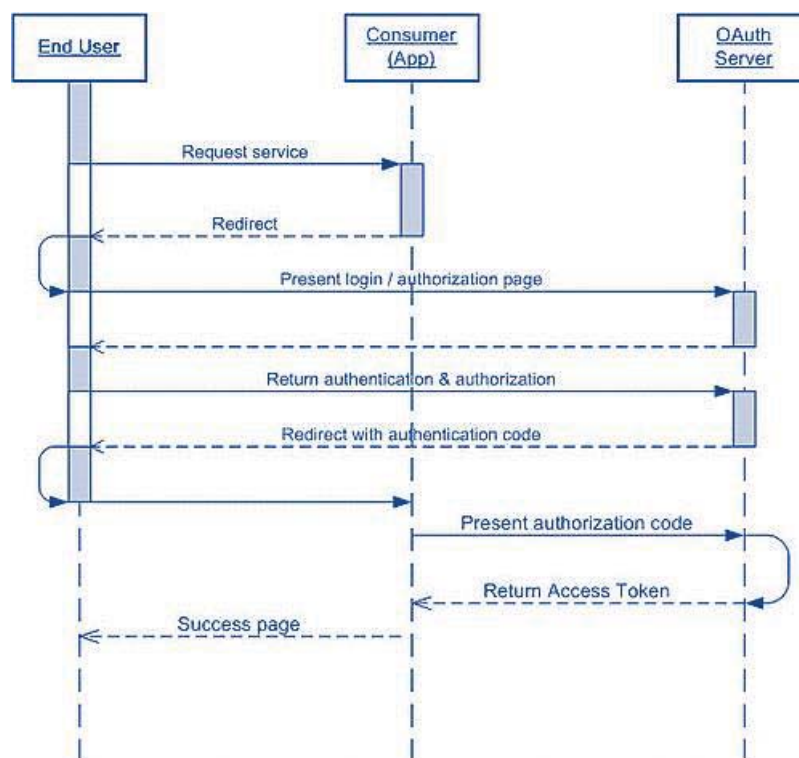 End User
Consumer
(App)
OAuth
Server
Request service
Redirect
Present login / authorization page
Return authentication & authorization
Redirect with authentication code
Present authorization code
Return Access Token
Success page